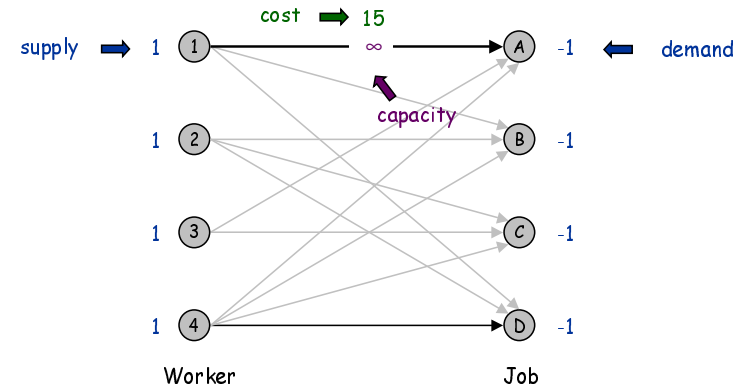 cost 15
supply 1 1 ∞ A -1 demand
capacity
1 2 B -1
1 3 C -1
1 4 D -1
Worker Job